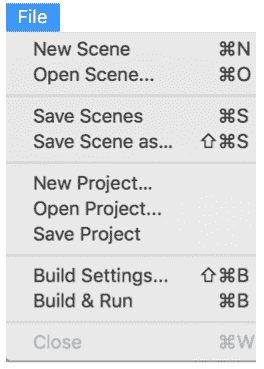 File
New Scene ⌘N
Open Scene... ⌘O
Save Scenes ⌘S
Save Scene as... ⇧⌘S
New Project...
Open Project...
Save Project
Build Settings... ⇧⌘B
Build & Run ⌘B
Close ⌘W